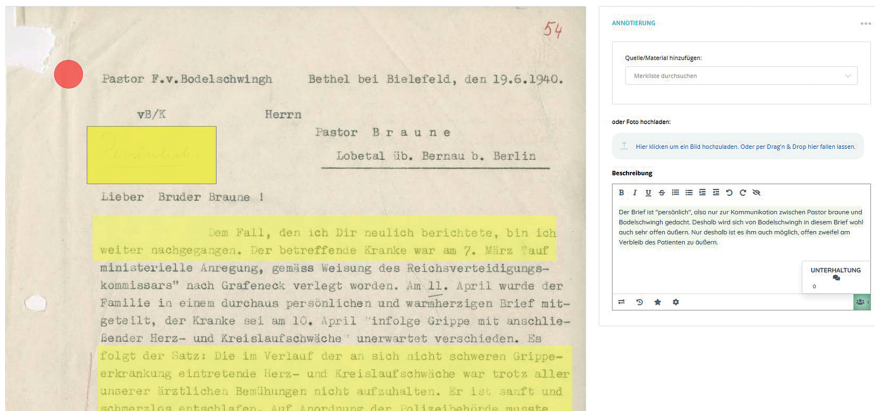 54
Pastor F.v.Bodelschwingh Bethel bei Bielefeld, den 19.6.1940.
vB/K Herrn
Pastor B r a u n e
Lobetal üb. Bernau b. Berlin
Lieber Bruder Braune !
Dem Fall, den ich Dir neulich berichtete, bin ich
weiter nachgegangen. Der betreffende Kranke war am 7. März "auf
ministerielle Anregung, gemäss Weisung des Reichsverteidigungs-
kommissars" nach Grafeneck verlegt worden. Am 11. April wurde der
Familie in einem durchaus persönlichen und warmherzigen Brief mit-
geteilt, der Kranke sei am 10. April "infolge Grippe mit anschlie-
ßender Herz- und Kreislaufschwäche" unerwartet verschieden. Es
folgt der Satz: Die im Verlauf der an sich nicht schweren Grippe-
erkrankung eintretende Herz- und Kreislaufschwäche war trotz aller
unserer ärztlichen Bemühungen nicht aufzuhalten. Er ist sanft und
schmerzlos entschlafen. Auf Anordnung der Polizeibehörde musste
ANNOTIERUNG
Quelle/Material hinzufügen:
Merkliste durchsuchen
oder Foto hochladen:
Hier klicken um ein Bild hochzuladen. Oder per Drag'n & Drop hier fallen lassen.
Beschreibung
B I U S
Der Brief ist "persönlich", also nur zur Kommunikation zwischen Pastor braune und
Bodelschwingh gedacht. Deshalb wird sich von Bodelschwingh in diesem Brief wohl
auch sehr offen äußern. Nur deshalb ist es ihm auch möglich, offen zweifel am
Verbleib des Patienten zu äußern.
UNTERHALTUNG
0